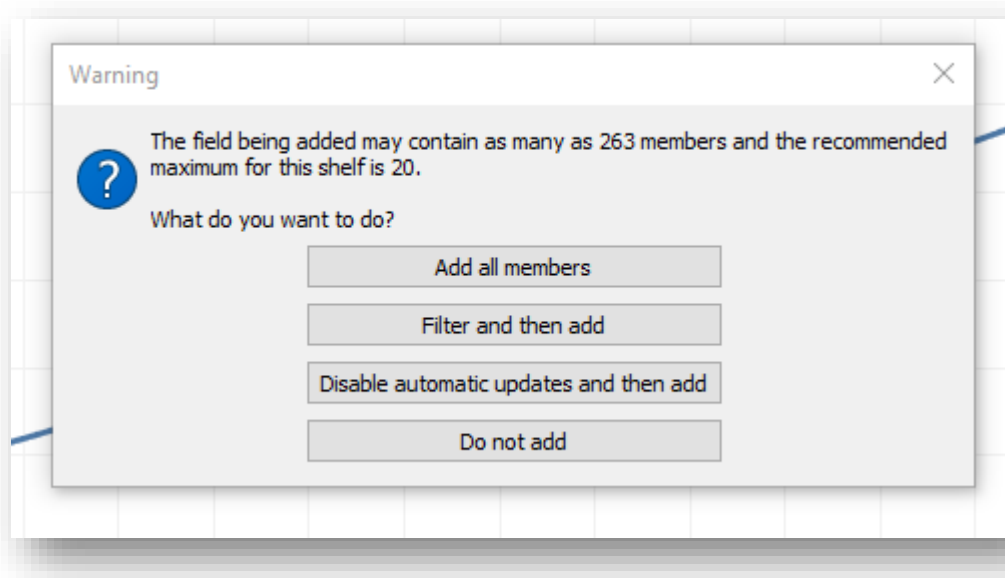 Warning
The field being added may contain as many as 263 members and the recommended
maximum for this shelf is 20.
What do you want to do?
Add all members
Filter and then add
Disable automatic updates and then add
Do not add